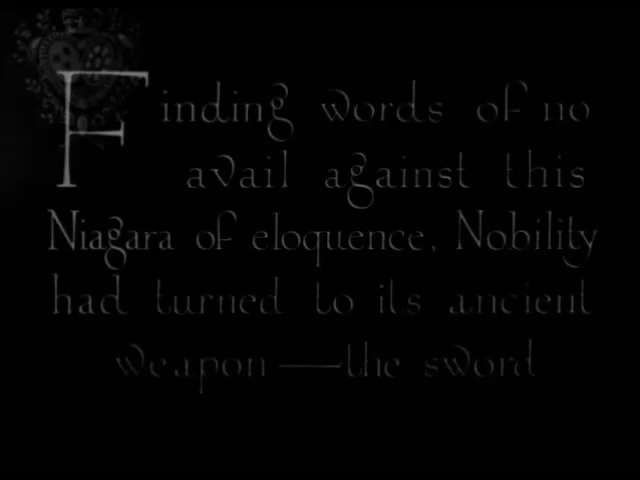 Finding words of no
avail against this
Niagara of eloquence, Nobility
had turned to its ancient
weapon—the sword